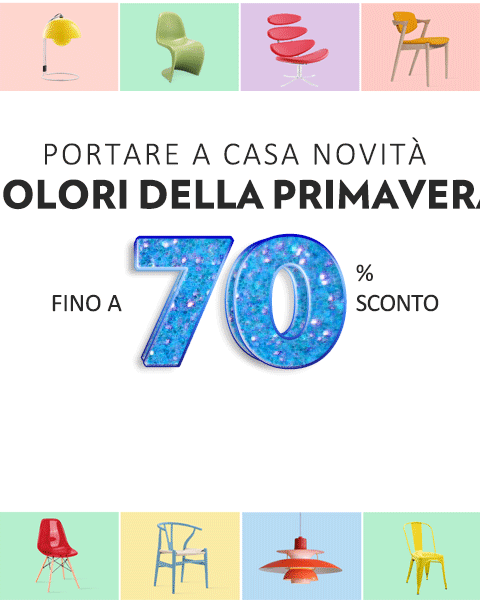 PORTARE A CASA NOVITÀ
OLORI DELLA PRIMAVERA
FINO A 70 % SCONTO